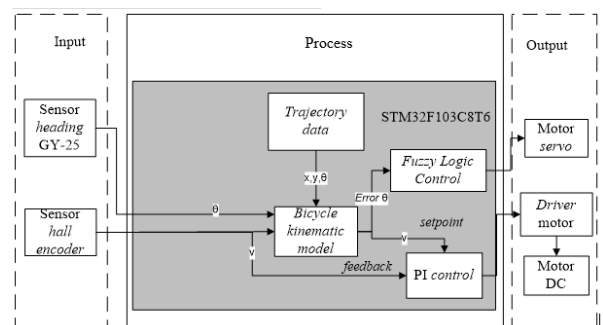 Input
Process
Output
Sensor
heading
GY-25
Trajectory
data
STM32F103C8T6
Motor
servo
Fuzzy Logic
Control
x,y,θ
Error θ
θ
Sensor
hall
encoder
Bicycle
kinematic
model
setpoint
v
v
feedback
PI control
Driver
motor
Motor
DC